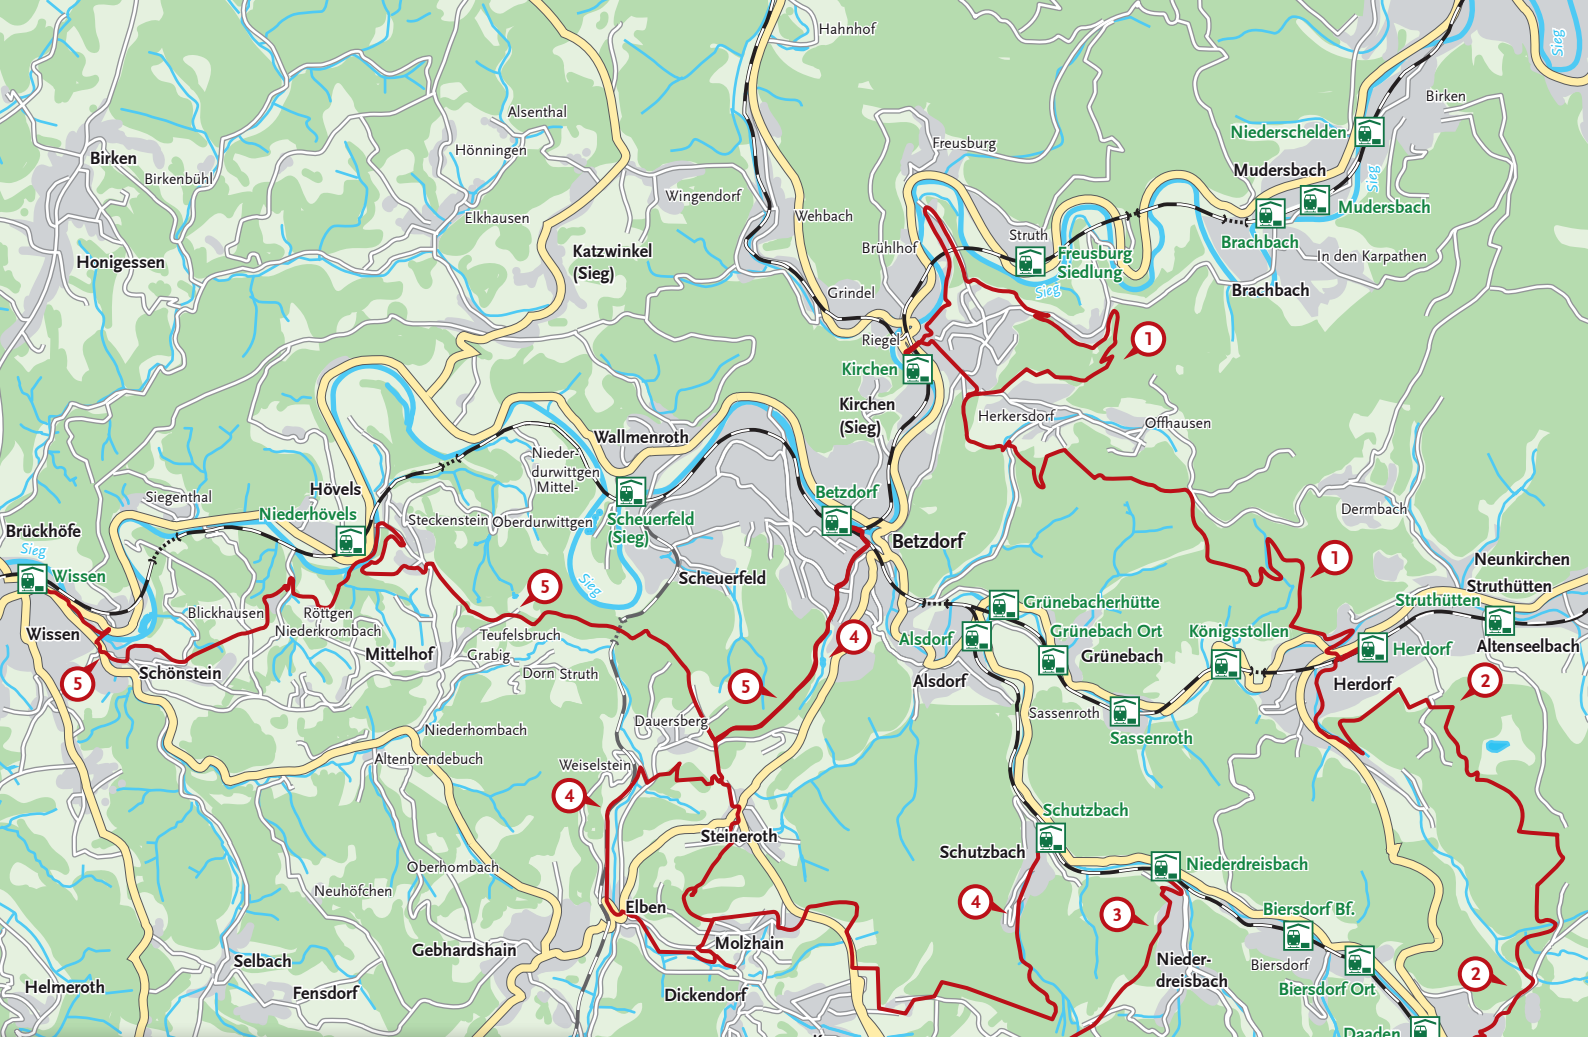 Hahnhof
Sieg
Birken
Alsenthal
Niederschelden
Birken
Hönningen
Freusburg
Mudersbach
Birkenbühl
Sieg
Wingendorf
Mudersbach
Elkhausen
Wehbach
Struth
Brachbach
Katzwinkel
(Sieg)
Brühlhof
Freusburg
Siedlung
In den Karpathen
Honigessen
Sieg
Brachbach
Grindel
Riegel
1
Kirchen
Kirchen
(Sieg)
Herkersdorf
Offhausen
Wallmenroth
Nieder-
durwittgen
Mittel-
Hövels
Siegenthal
Betzdorf
Niederhövels
Steckenstein
Oberdurwittgen
Scheuerfeld
(Sieg)
Dermbach
Brückhöfe
Sieg
Betzdorf
1
Neunkirchen
Wissen
Scheuerfeld
Struthütten
5
Sieg
Grünebacherhütte
Struthütten
Blickhausen
Röttgen
Niederkrombach
Teufelsbruch
4
Alsdorf
Grünebach Ort
Königsstollen
Wissen
Mittelhof
Grabig
Grünebach
Herdorf
Altenseelbach
5
Schönstein
Dorn
Struth
5
Alsdorf
Herdorf
2
Dauersberg
Sassenroth
Niederhombach
Sassenroth
Altenbrendebuch
Weiselstein
4
Schutzbach
Steineroth
Schutzbach
Oberhombach
Niederdreisbach
Neuhöfchen
4
Elben
3
Biersdorf Bf.
Gebhardshain
Molzhain
Selbach
Nieder-
dreisbach
Biersdorf
2
Helmeroth
Fensdorf
Dickendorf
Biersdorf Ort
Daaden